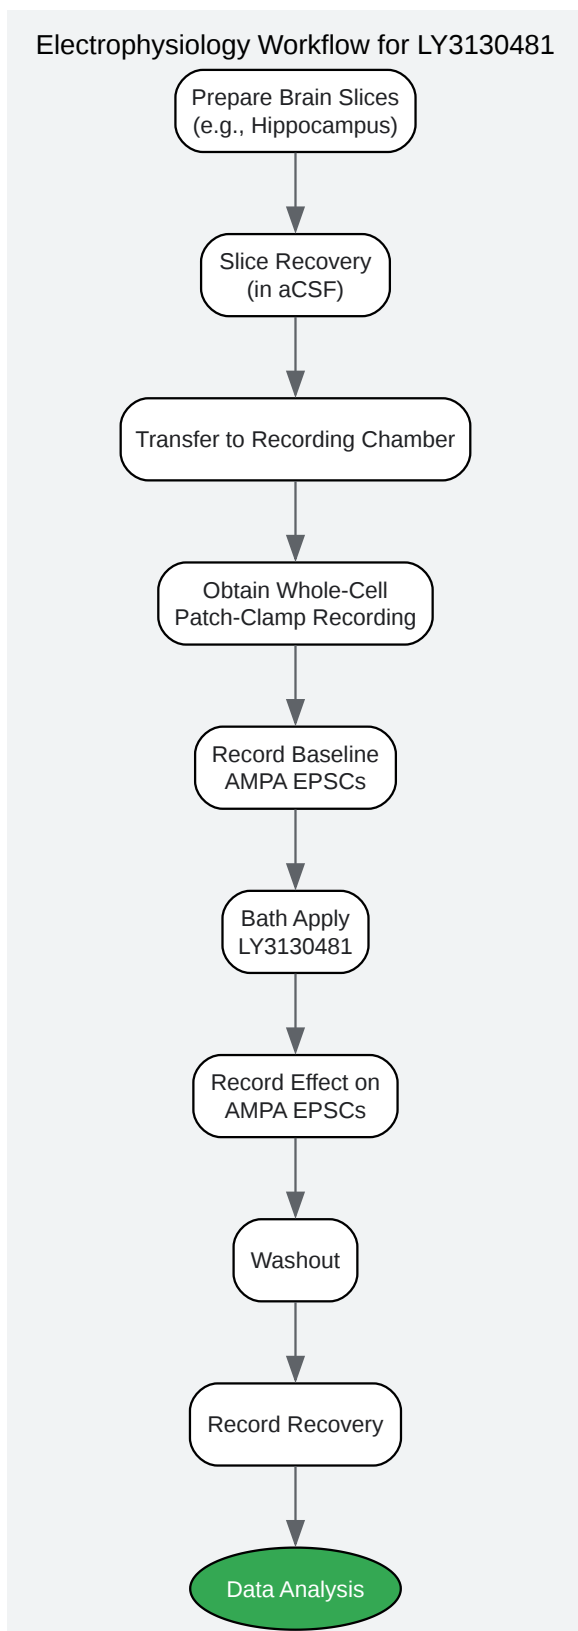 Electrophysiology Workflow for LY3130481
Prepare Brain Slices
(e.g., Hippocampus)
Slice Recovery
(in aCSF)
Transfer to Recording Chamber
Obtain Whole-Cell
Patch-Clamp Recording
Record Baseline
AMPA EPSCs
Bath Apply
LY3130481
Record Effect on
AMPA EPSCs
Washout
Record Recovery
Data Analysis